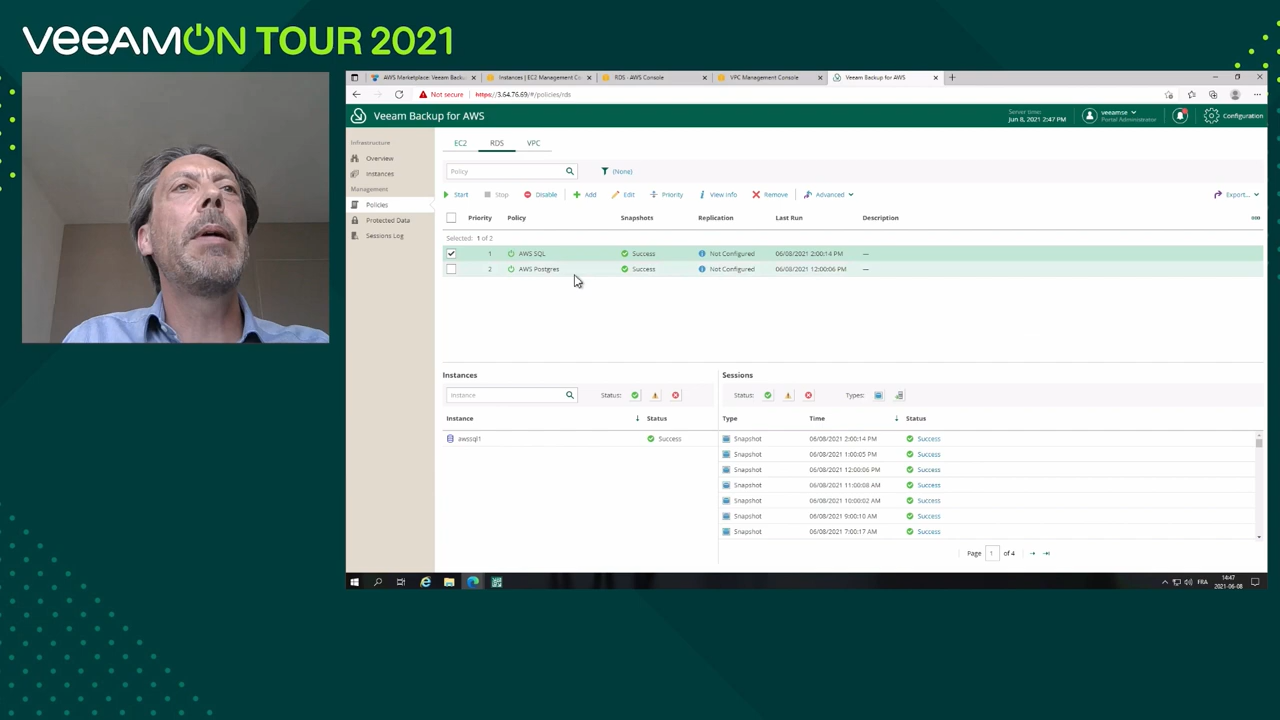 veeAMON TOUR 2021
AWS Marketplace: Veeam Backu
Instances | EC2 Management Co
RDS - AWS Console
VPC Management Console
Veeam Backup for AWS
Not secure
https://3.64.76.69/#/policies/rds
Veeam Backup for AWS
Server time:
Jun 8, 2021 2:47 PM
veeamse
Portal Administrator
Configuration
Infrastructure
Overview
Instances
Management
Policies
Protected Data
Sessions Log
EC2 RDS VPC
Policy
(None)
Start Stop Disable Add Edit Priority View Info Remove Advanced Export...
Priority Policy Snapshots Replication Last Run Description
Selected: 1 of 2
1 AWS SQL Success Not Configured 06/08/2021 2:00:14 PM —
2 AWS Postgres Success Not Configured 06/08/2021 12:00:06 PM —
Instances
Instance Status:
Instance Status
awssql1 Success
Sessions
Status: Types:
Type Time Status
Snapshot 06/08/2021 2:00:14 PM Success
Snapshot 06/08/2021 1:00:05 PM Success
Snapshot 06/08/2021 12:00:06 PM Success
Snapshot 06/08/2021 11:00:08 AM Success
Snapshot 06/08/2021 10:00:02 AM Success
Snapshot 06/08/2021 9:00:10 AM Success
Snapshot 06/08/2021 7:00:17 AM Success
Page 1 of 4
FRA
14:47
2021-06-08